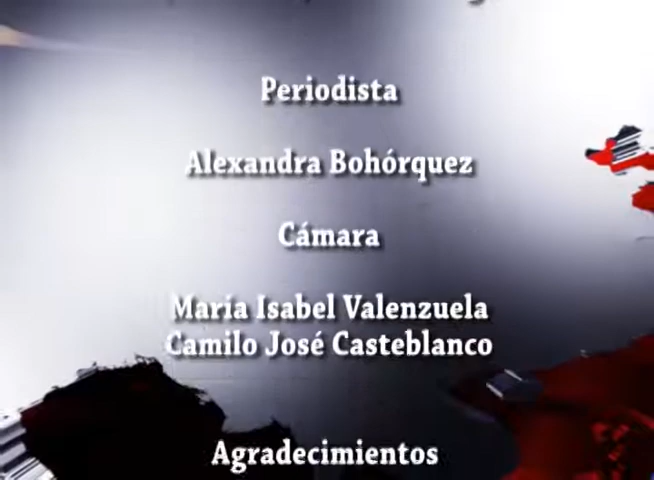 Periodista
Alexandra Bohórquez
Cámara
María Isabel Valenzuela
Camilo José Casteblanco
Agradecimientos